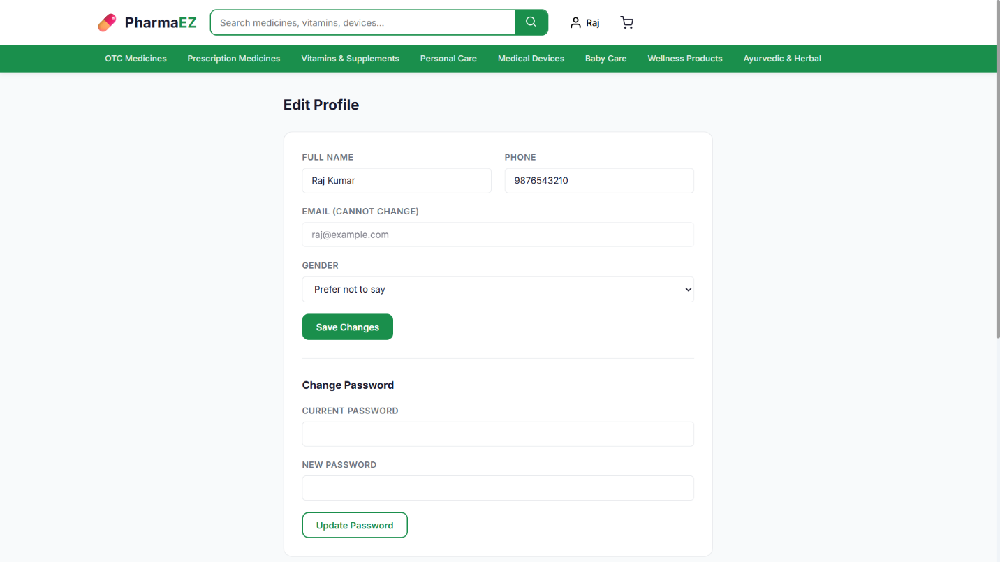 PharmaEZ Search medicines, vitamins, devices... Raj
OTC Medicines Prescription Medicines Vitamins & Supplements Personal Care Medical Devices Baby Care Wellness Products Ayurvedic & Herbal
Edit Profile
FULL NAME PHONE
Raj Kumar 9876543210
EMAIL (CANNOT CHANGE)
raj@example.com
GENDER
Prefer not to say
Save Changes
Change Password
CURRENT PASSWORD
NEW PASSWORD
Update Password